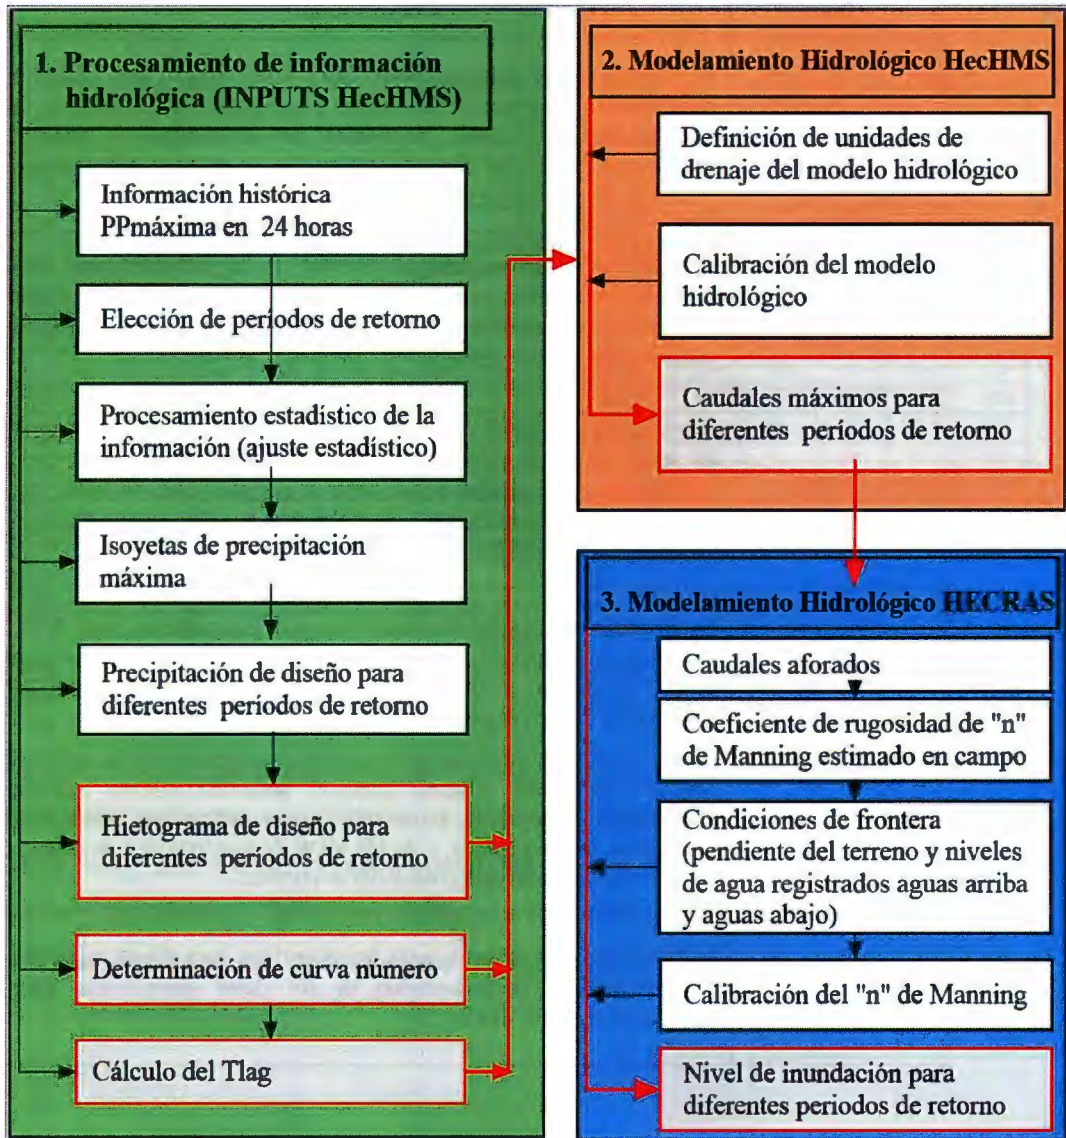 1. Procesamiento de información
hidrológica (INPUTS HecHMS)
Información histórica
PPmáxima en 24 horas
Elección de períodos de retorno
Procesamiento estadístico de la
información (ajuste estadístico)
Isoyetas de precipitación
máxima
Precipitación de diseño para
diferentes períodos de retorno
Hietograma de diseño para
diferentes períodos de retorno
Determinación de curva número
Cálculo del Tlag
2. Modelamiento Hidrológico HecHMS
Definición de unidades de
drenaje del modelo hidrológico
Calibración del modelo
hidrológico
Caudales máximos para
diferentes períodos de retorno
3. Modelamiento Hidrológico HECRAS
Caudales aforados
Coeficiente de rugosidad de "n"
de Manning estimado en campo
Condiciones de frontera
(pendiente del terreno y niveles
de agua registrados aguas arriba
y aguas abajo)
Calibración del "n" de Manning
Nivel de inundación para
diferentes periodos de retorno